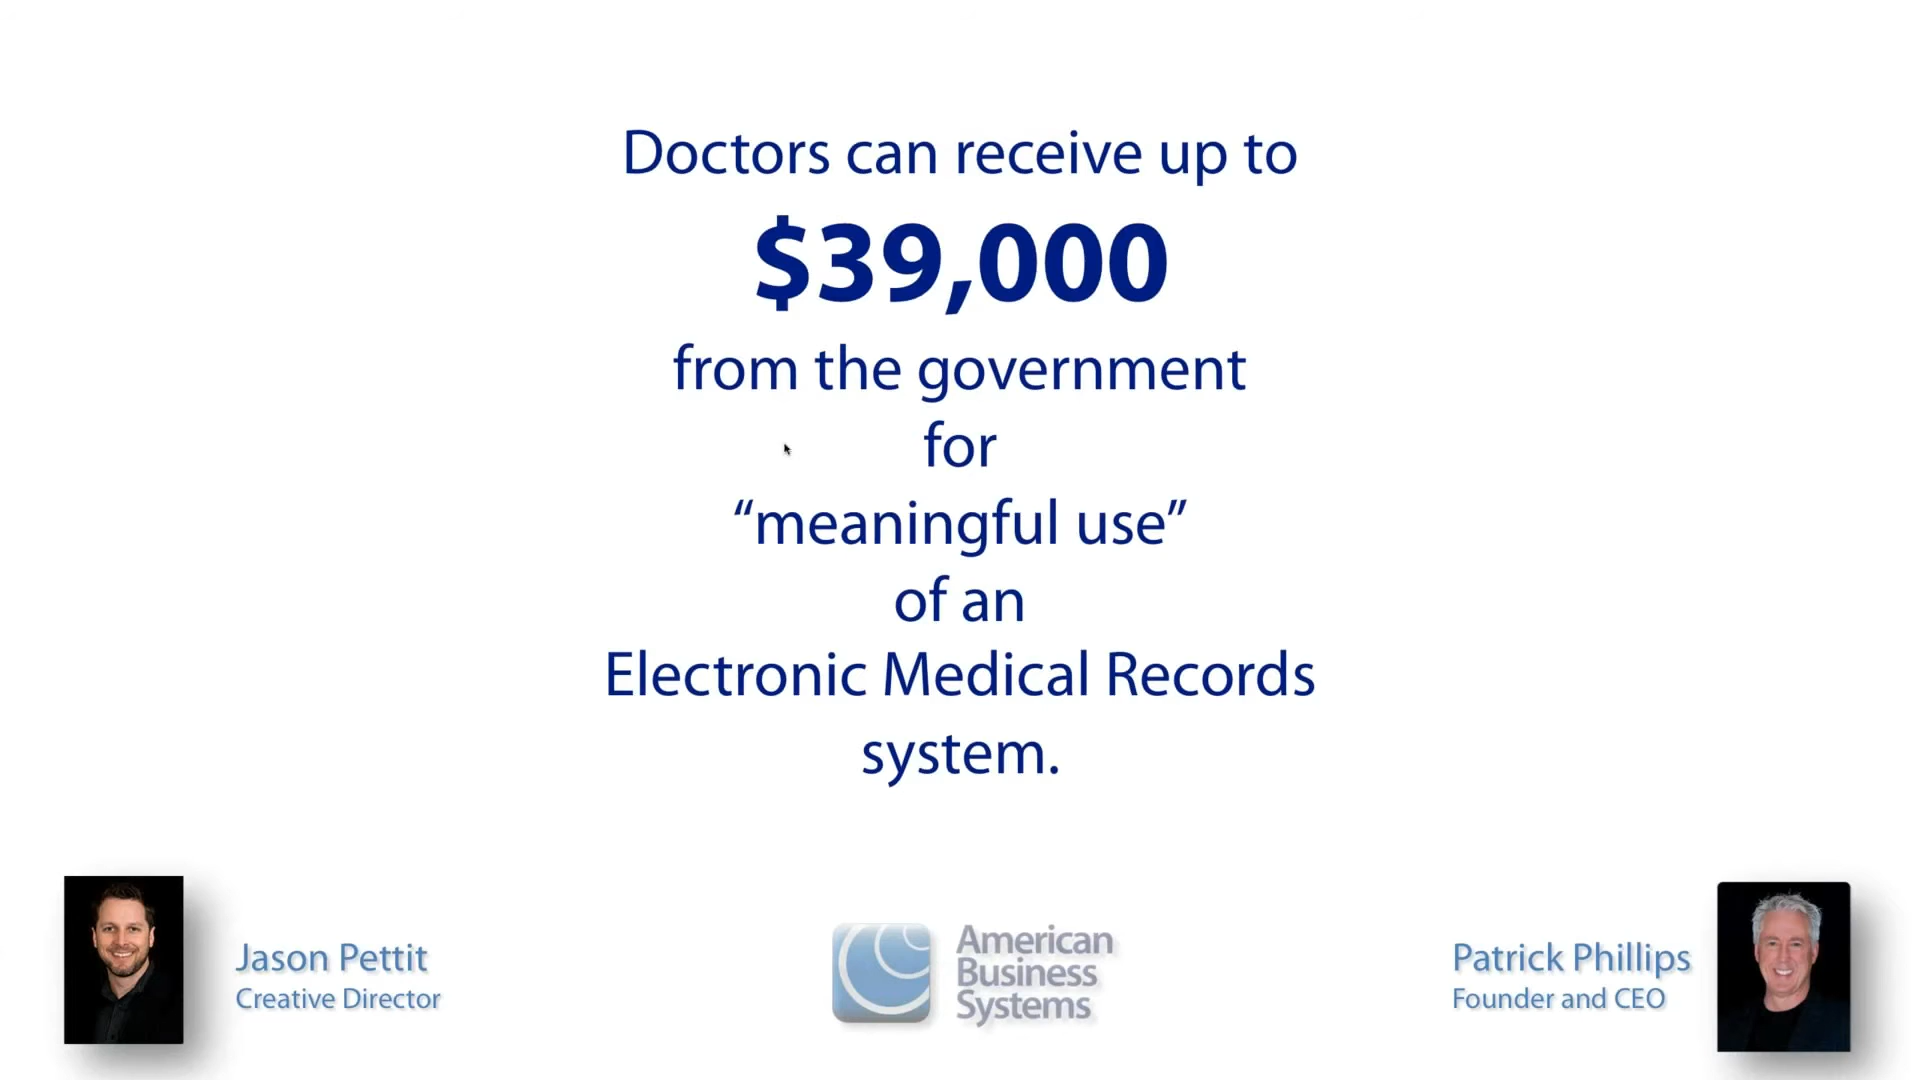 Doctors can receive up to
$39,000
from the government
for
“meaningful use”
of an
Electronic Medical Records
system.
Jason Pettit
Creative Director
American
Business
Systems
Patrick Phillips
Founder and CEO